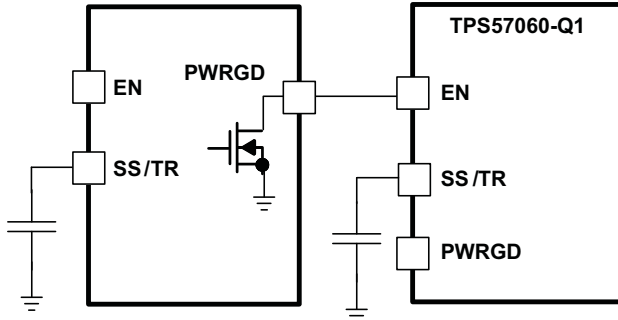 TPS57060-Q1
PWRGD
EN
EN
SS/TR
SS/TR
PWRGD